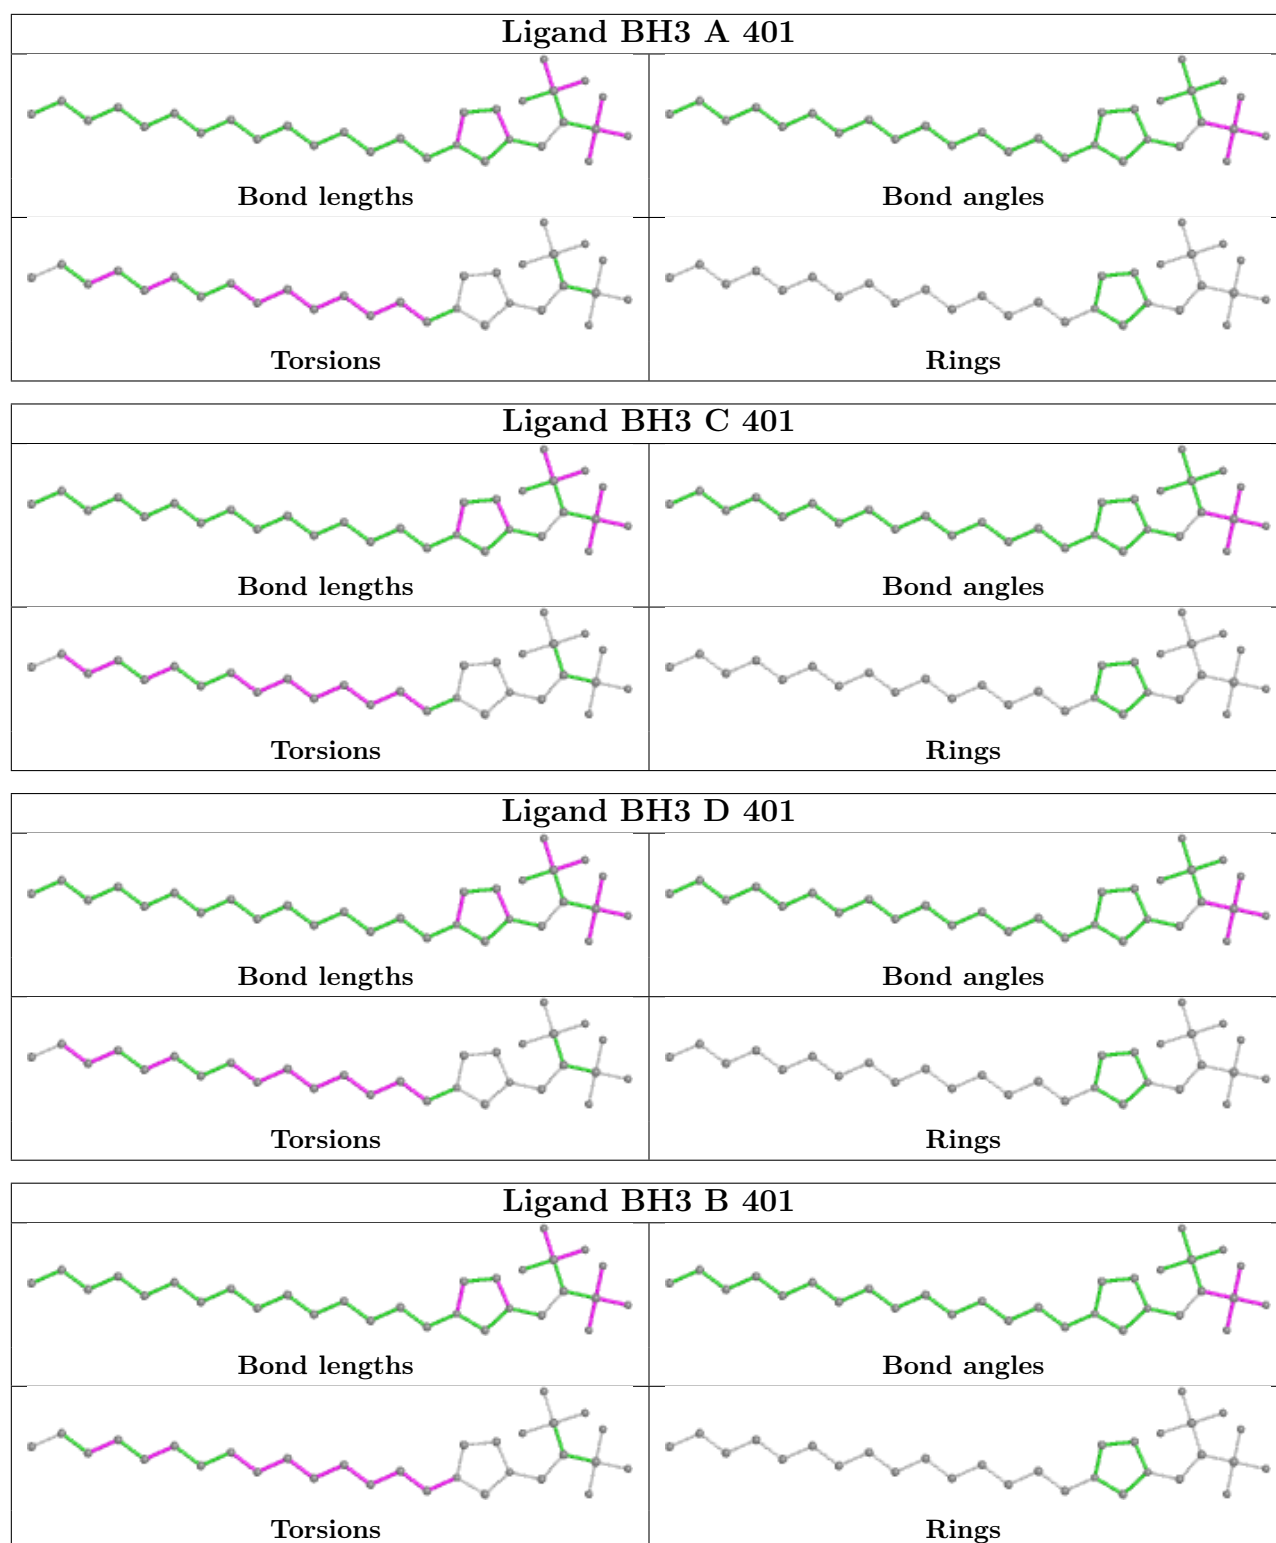 Ligand BH3 A 401
Bond lengths
Bond angles
Torsions
Rings
Ligand BH3 C 401
Bond lengths
Bond angles
Torsions
Rings
Ligand BH3 D 401
Bond lengths
Bond angles
Torsions
Rings
Ligand BH3 B 401
Bond lengths
Bond angles
Torsions
Rings